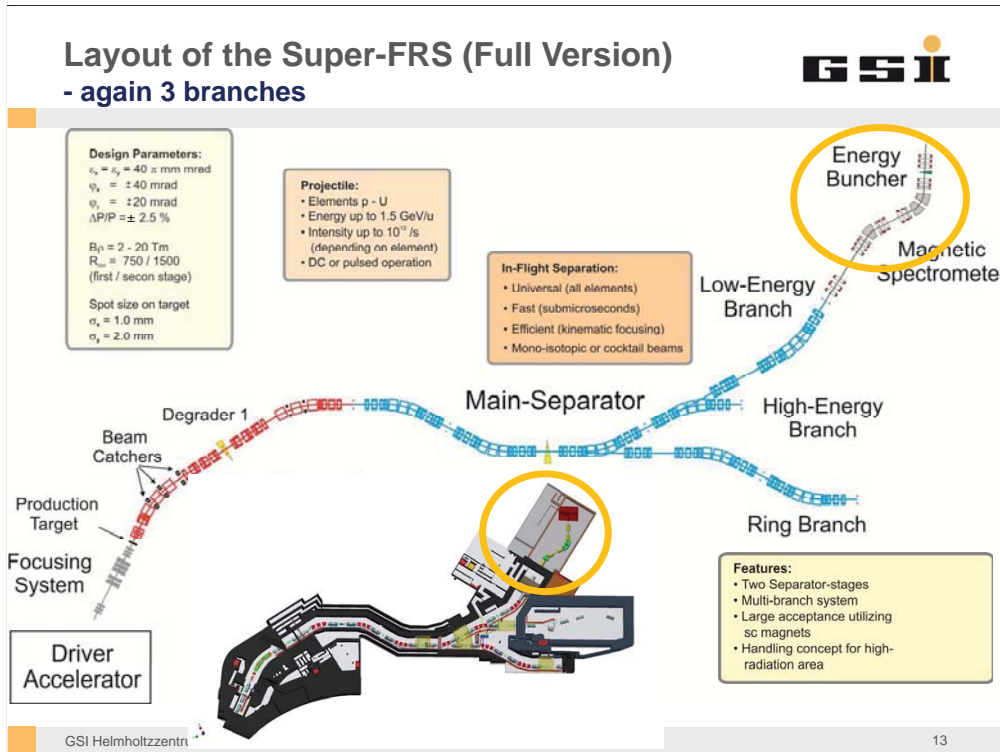 Layout of the Super-FRS (Full Version)
- again 3 branches
GSI
Design Parameters:
εx = εy = 40 π mm mrad
φx = ±40 mrad
φy = ±20 mrad
ΔP/P = ± 2.5 %
Bρ = 2 - 20 Tm
= 750 / 1500
(first / secon stage)
Spot size on target
σx = 1.0 mm
σy = 2.0 mm
Projectile:
• Elements p - U
• Energy up to 1.5 GeV/u
• Intensity up to 10¹² /s
(depending on element)
• DC or pulsed operation
In-Flight Separation:
• Universal (all elements)
• Fast (submicroseconds)
• Efficient (kinematic focusing)
• Mono-isotopic or cocktail beams
Energy
Buncher
Magnetic
Spectromete
Low-Energy
Branch
Main-Separator
High-Energy
Branch
Degrader 1
Beam
Catchers
Production
Target
Ring Branch
Focusing
System
Features:
• Two Separator-stages
• Multi-branch system
• Large acceptance utilizing
sc magnets
• Handling concept for high-
radiation area
Driver
Accelerator
GSI Helmholtzzentru
13